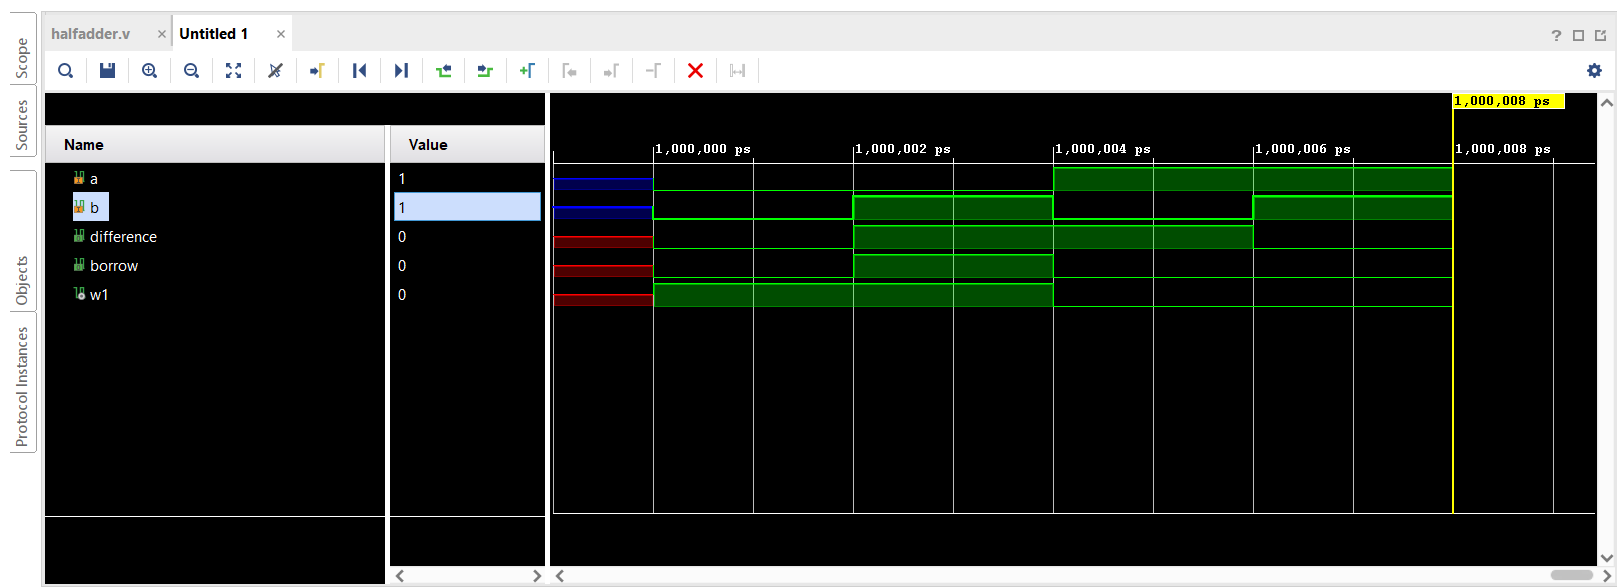 halfadder.v × Untitled 1 ×
?
Scope
Sources
Objects
Protocol Instances
1,000,008 ps
Name Value
1,000,000 ps 1,000,002 ps 1,000,004 ps 1,000,006 ps 1,000,008 ps
a 1
b 1
difference 0
borrow 0
w1 0